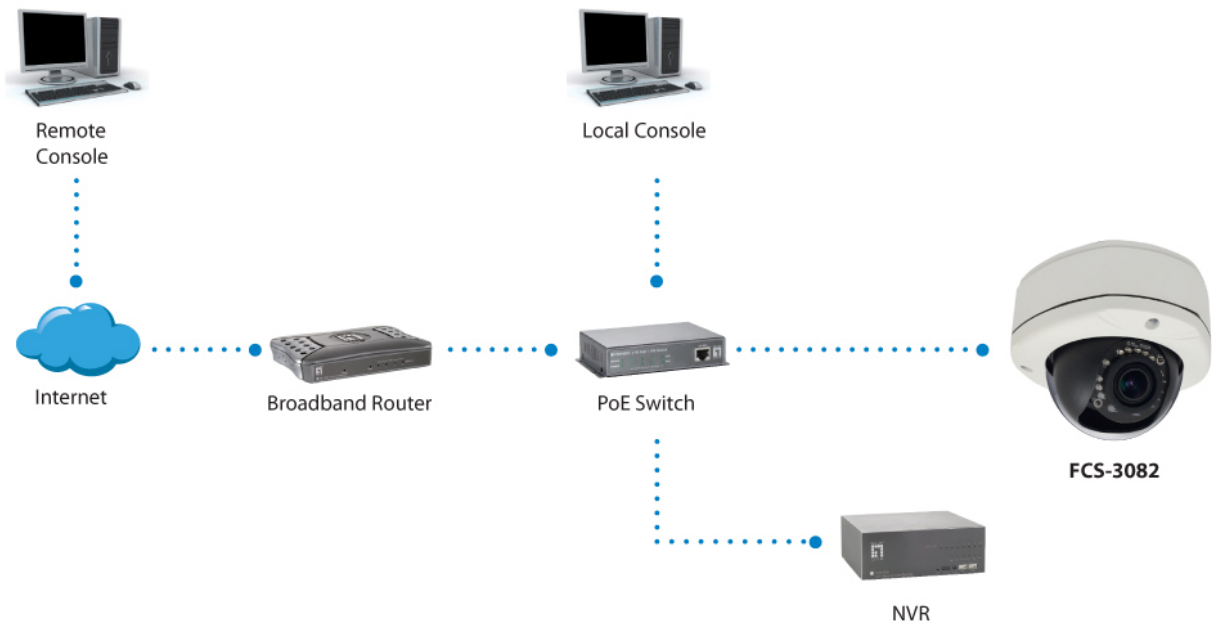 Remote
Console
Local Console
Internet
Broadband Router
PoE Switch
FCS-3082
NVR